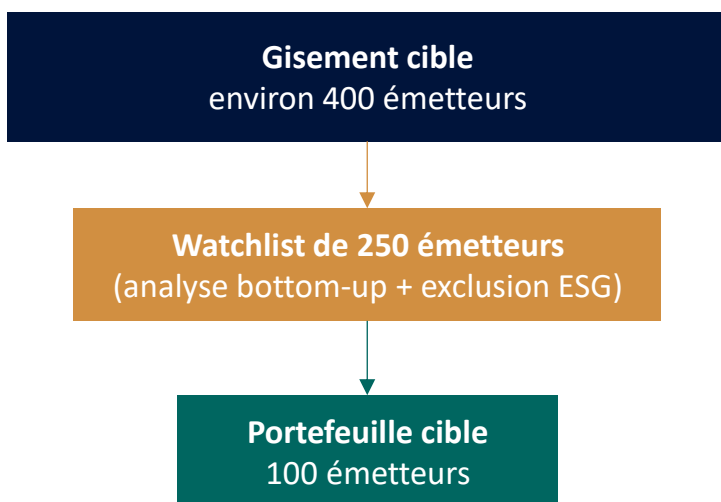 Gisement cible
environ 400 émetteurs
Watchlist de 250 émetteurs
(analyse bottom-up + exclusion ESG)
Portefeuille cible
100 émetteurs